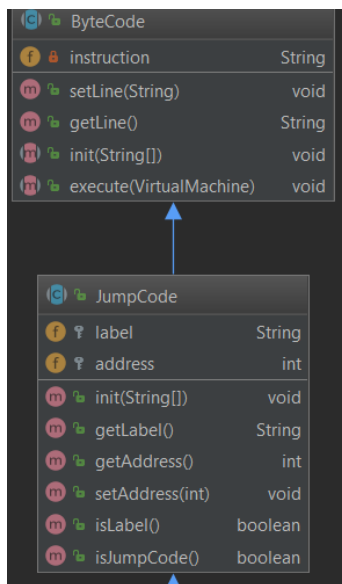 ByteCode
instruction String
setLine(String) void
getLine() String
init(String[]) void
execute(VirtualMachine) void
JumpCode
label String
address int
init(String[]) void
getLabel() String
getAddress() int
setAddress(int) void
isLabel() boolean
isJumpCode() boolean